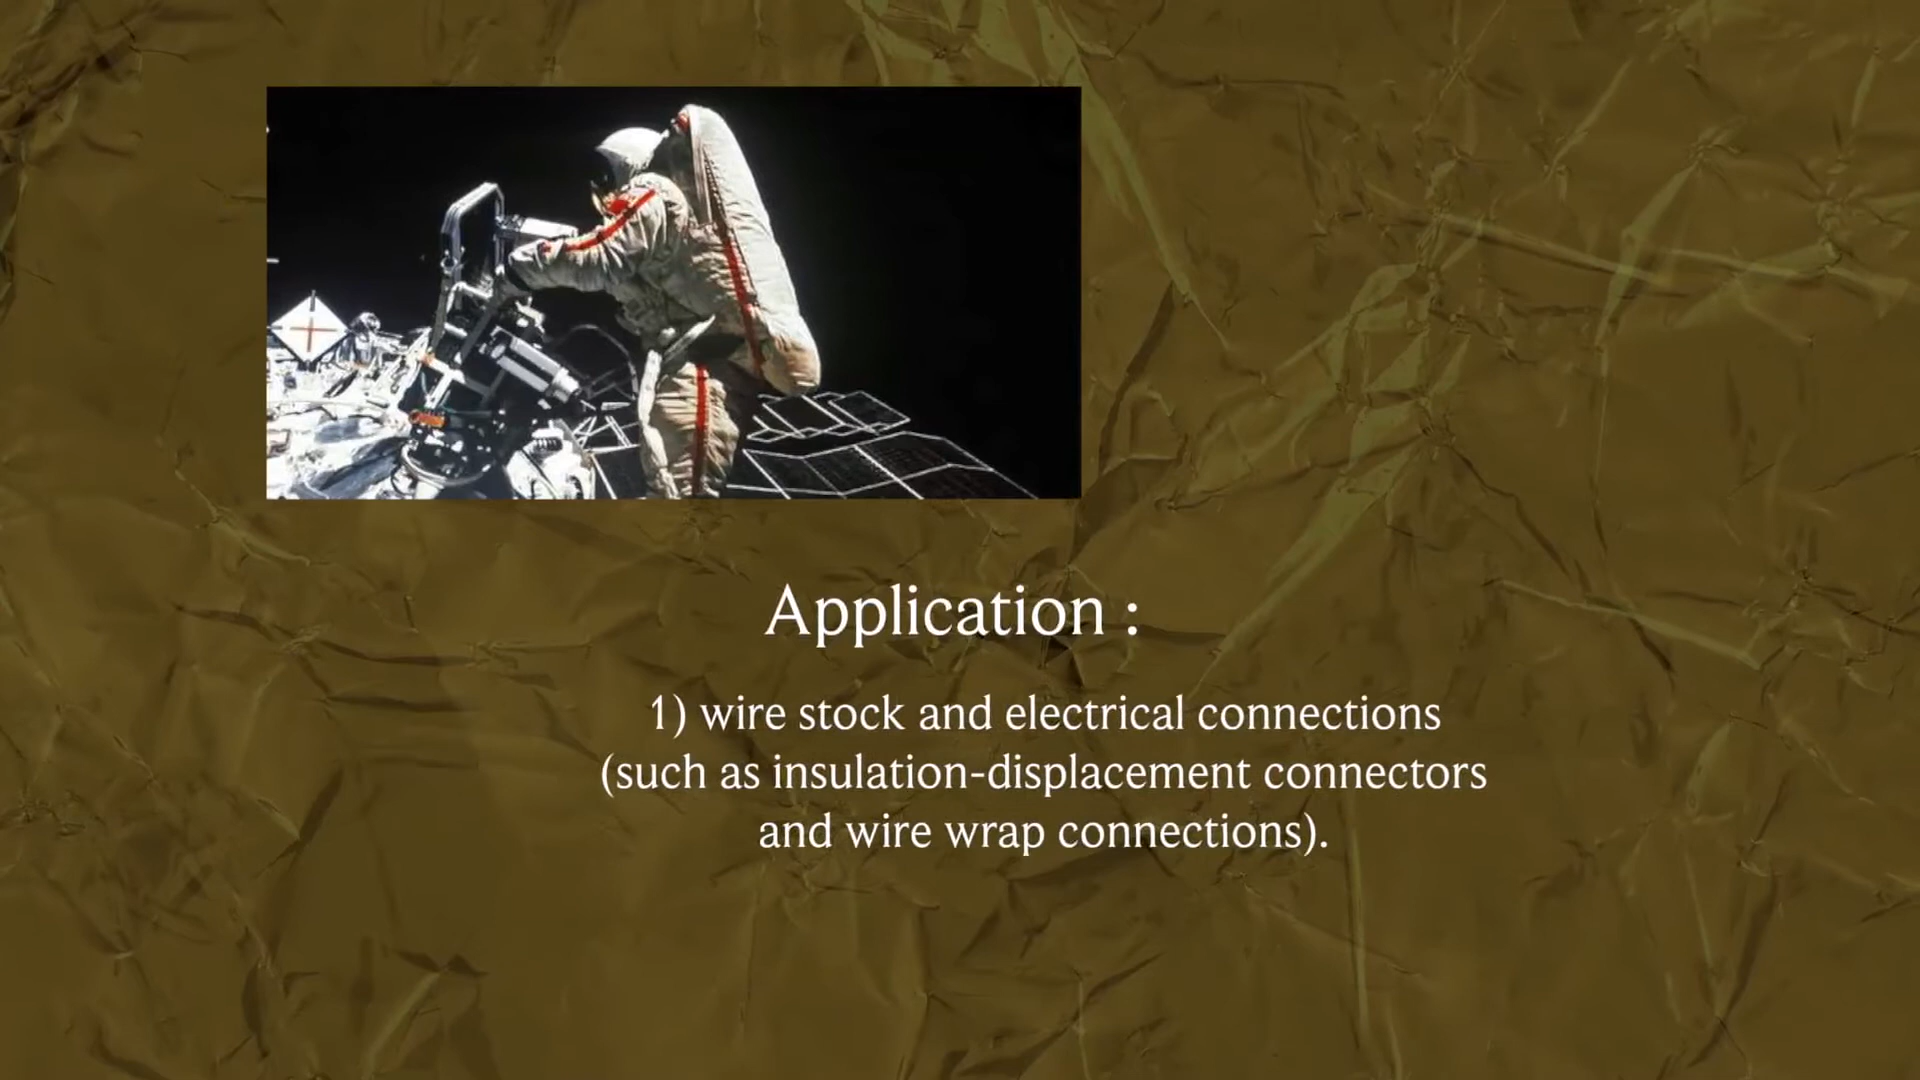 Application :
1) wire stock and electrical connections
(such as insulation-displacement connectors
and wire wrap connections).